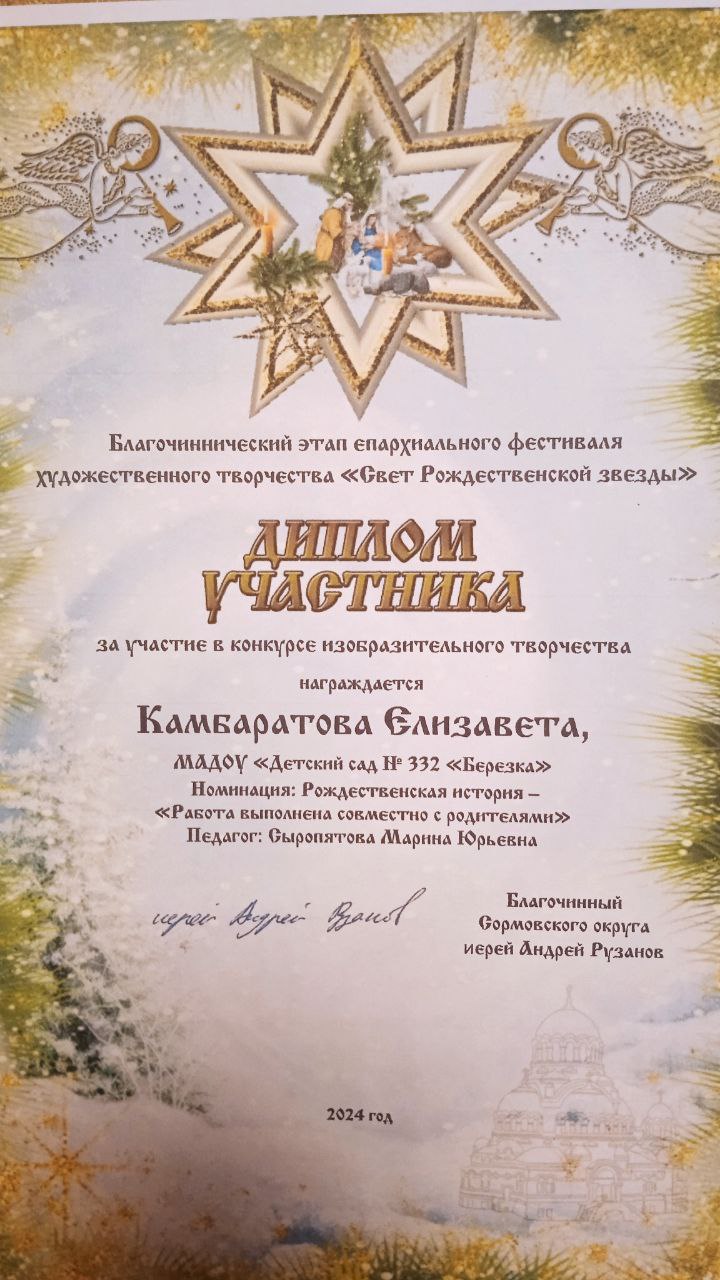 Благочиннический этап епархиального фестиваля
художественного творчества «Свет Рождественской звезды»
ДИПЛОМ
УЧАСТНИКА
за участие в конкурсе изобразительного творчества
награждается
Камбаратова Елизавета,
МАДОУ «Детский сад № 332 «Березка»
Номинация: Рождественская история –
«Работа выполнена совместно с родителями»
Педагог: Сыропятова Марина Юрьевна
иерей Андрей Рузанов
Благочинный
Сормовского округа
иерей Андрей Рузанов
2024 год